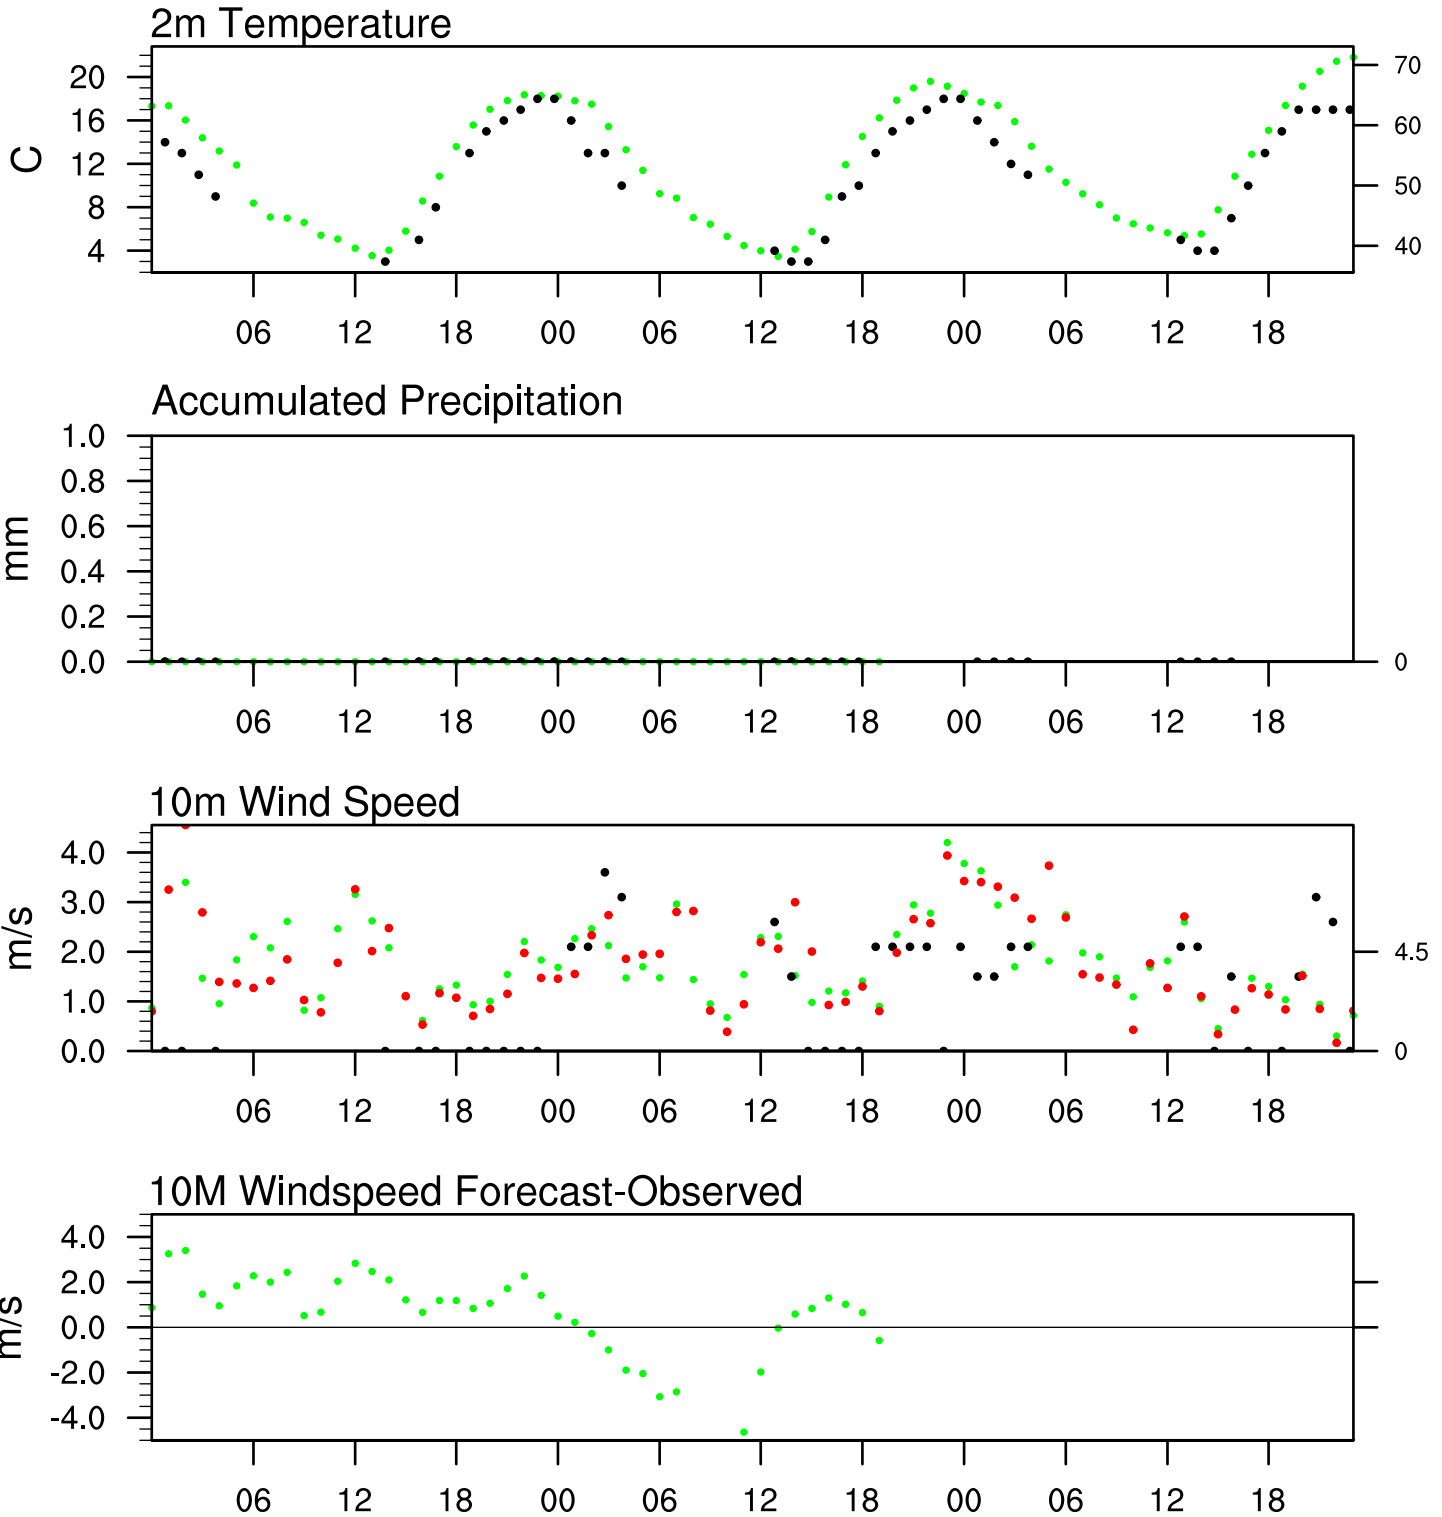 2m Temperature
C
20
16
12
8
4
70
60
50
40
06 12 18 00 06 12 18 00 06 12 18
Accumulated Precipitation
mm
1.0
0.8
0.6
0.4
0.2
0.0
0
06 12 18 00 06 12 18 00 06 12 18
10m Wind Speed
m/s
4.0
3.0
2.0
1.0
0.0
4.5
0
06 12 18 00 06 12 18 00 06 12 18
10M Windspeed Forecast-Observed
m/s
4.0
2.0
0.0
-2.0
-4.0
06 12 18 00 06 12 18 00 06 12 18